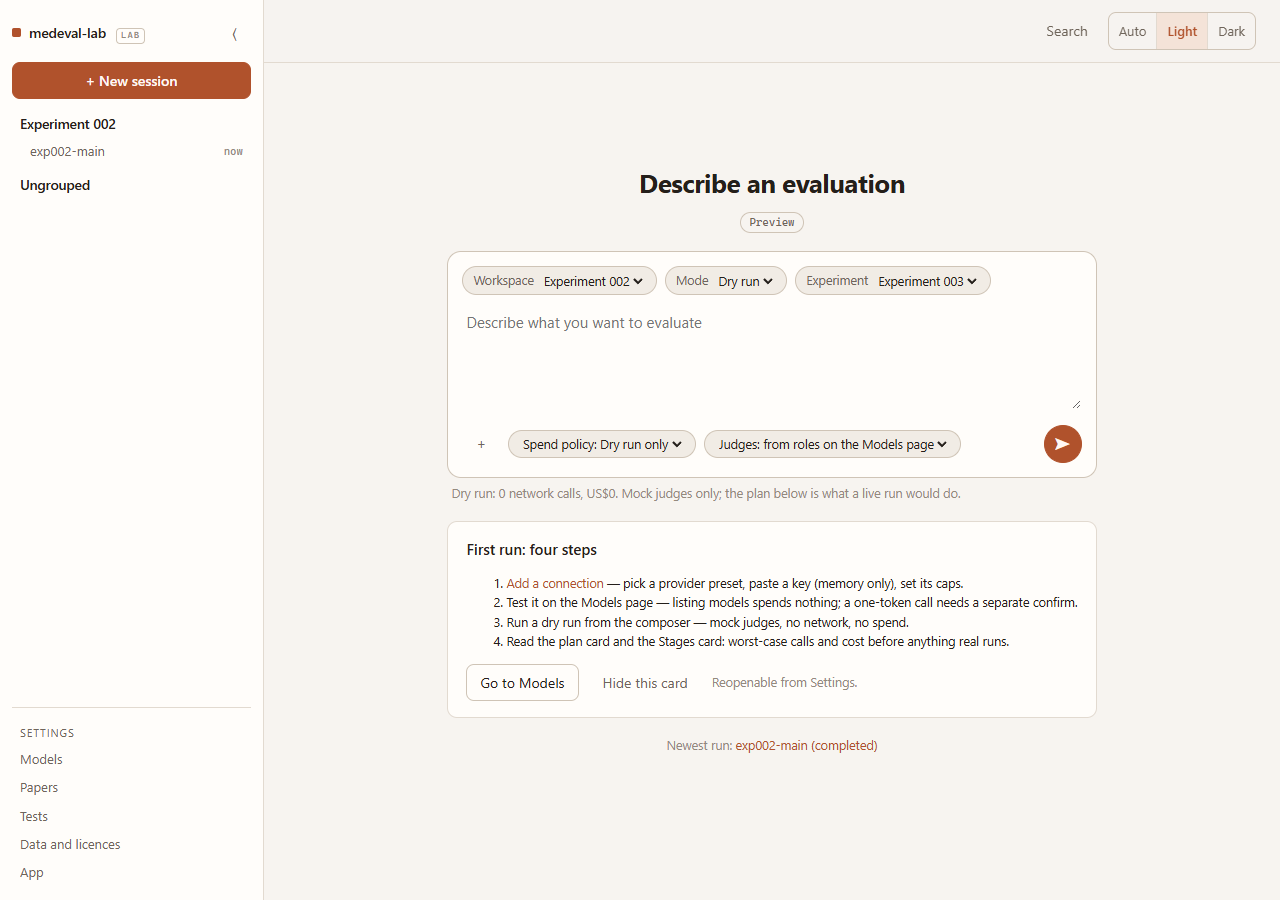 medeval-lab LAB
+ New session
Experiment 002
exp002-main now
Ungrouped
SETTINGS
Models
Papers
Tests
Data and licences
App
Search Auto Light Dark
Describe an evaluation
Preview
Workspace Experiment 002 Mode Dry run Experiment Experiment 003
Describe what you want to evaluate
+ Spend policy: Dry run only Judges: from roles on the Models page
Dry run: 0 network calls, US$0. Mock judges only; the plan below is what a live run would do.
First run: four steps
1. Add a connection — pick a provider preset, paste a key (memory only), set its caps.
2. Test it on the Models page — listing models spends nothing; a one-token call needs a separate confirm.
3. Run a dry run from the composer — mock judges, no network, no spend.
4. Read the plan card and the Stages card: worst-case calls and cost before anything real runs.
Go to Models Hide this card Reopenable from Settings.
Newest run: exp002-main (completed)